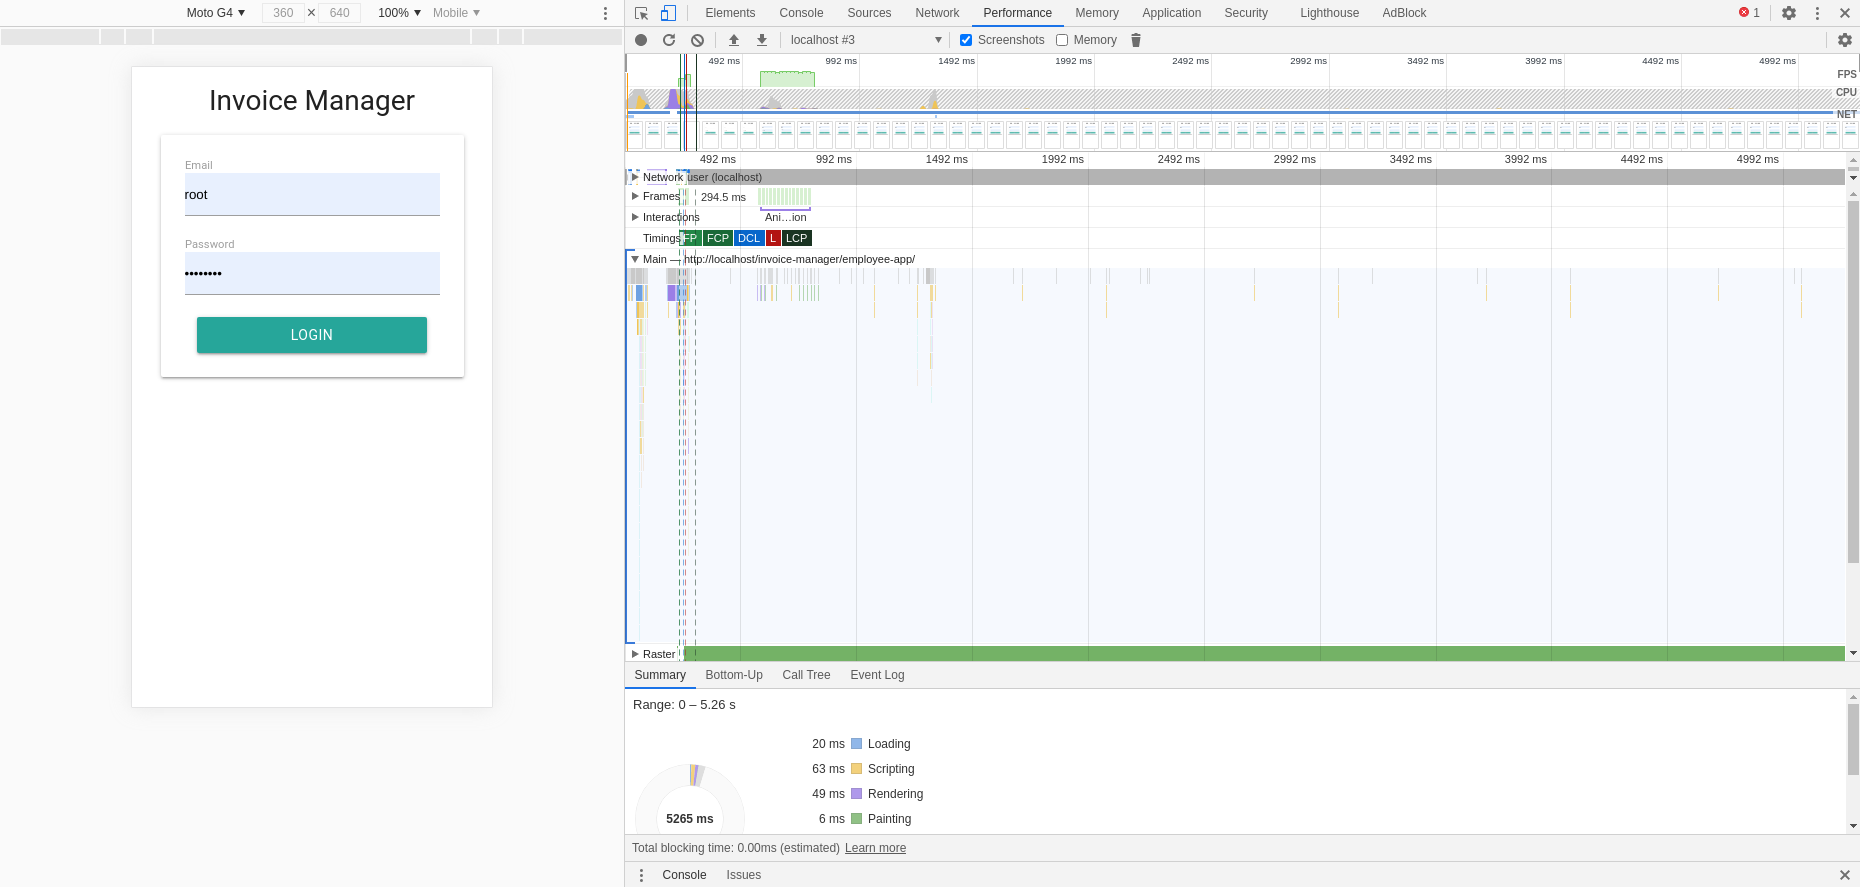 Moto G4 360 × 640 100% Mobile
Invoice Manager
Email
root
Password
••••••••
LOGIN
Elements Console Sources Network Performance Memory Application Security Lighthouse AdBlock 1
localhost #3 Screenshots Memory
492 ms 992 ms 1492 ms 1992 ms 2492 ms 2992 ms 3492 ms 3992 ms 4492 ms 4992 ms
FPS
CPU
NET
492 ms 992 ms 1492 ms 1992 ms 2492 ms 2992 ms 3492 ms 3992 ms 4492 ms 4992 ms
Network user (localhost)
Frames 294.5 ms
Interactions Ani…ion
Timings FP FCP DCL L LCP
Main — http://localhost/invoice-manager/employee-app/
Raster
Summary Bottom-Up Call Tree Event Log
Range: 0 – 5.26 s
20 ms Loading
63 ms Scripting
49 ms Rendering
6 ms Painting
5265 ms
Total blocking time: 0.00ms (estimated) Learn more
Console Issues